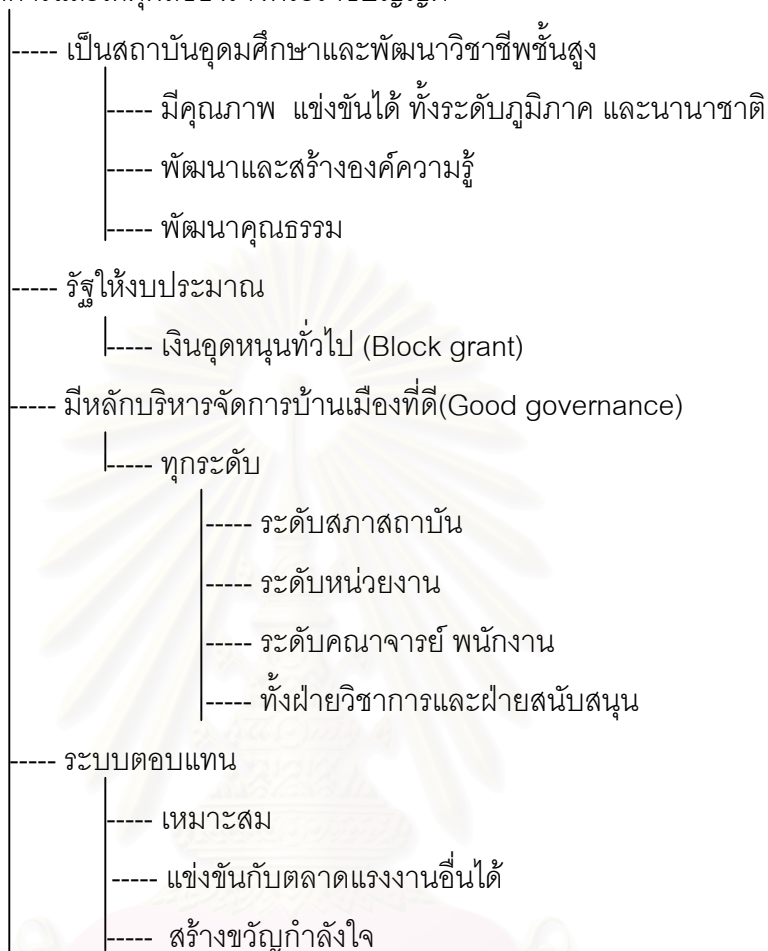 ----- เป็นสถาบันอุดมศึกษาและพัฒนาวิชาชีพชั้นสูง
----- มีคุณภาพ แข่งขันได้ ทั้งระดับภูมิภาค และนานาชาติ
----- พัฒนาและสร้างองค์ความรู้
----- พัฒนาคุณธรรม
----- รัฐให้งบประมาณ
----- เงินอุดหนุนทั่วไป (Block grant)
----- มีหลักบริหารจัดการบ้านเมืองที่ดี(Good governance)
----- ทุกระดับ
----- ระดับสภาสถาบัน
----- ระดับหน่วยงาน
----- ระดับคณาจารย์ พนักงาน
----- ทั้งฝ่ายวิชาการและฝ่ายสนับสนุน
----- ระบบตอบแทน
----- เหมาะสม
----- แข่งขันกับตลาดแรงงานอื่นได้
----- สร้างขวัญกำลังใจ